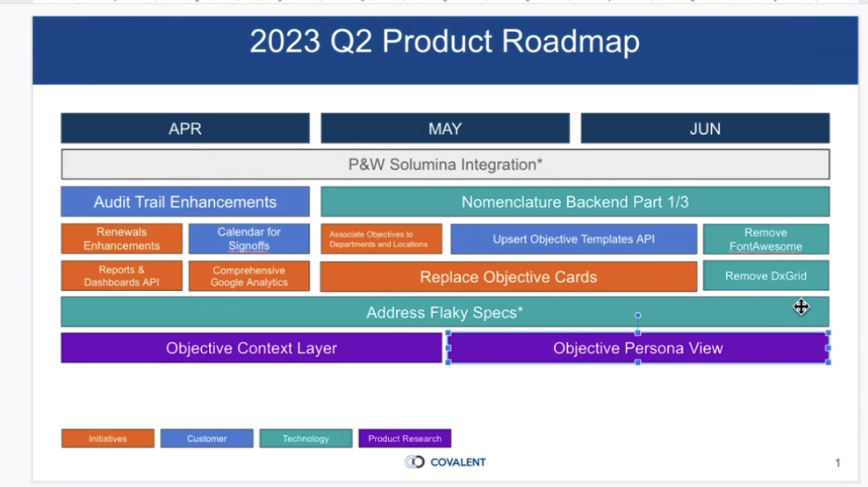 2023 Q2 Product Roadmap
APR
MAY
JUN
P&W Solumina Integration*
Audit Trail Enhancements
Nomenclature Backend Part 1/3
Renewals
Enhancements
Calendar for
Signoffs
Associate Objectives to
Departments and Locations
Upsert Objective Templates API
Remove
FontAwesome
Reports &
Dashboards API
Comprehensive
Google Analytics
Replace Objective Cards
Remove DxGrid
Address Flaky Specs*
Objective Context Layer
Objective Persona View
Initiatives
Customer
Technology
Product Research
COVALENT
1